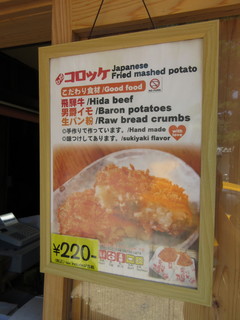 コロッケ Japanese Fried mashed potato
こだわり食材/Good food
飛騨牛/Hida beef
男爵イモ/Baron potatoes
生パン粉/Raw bread crumbs
◎手作りで作っています。/Hand made
◎味つけしてあります。/sukiyaki flavor
¥220-